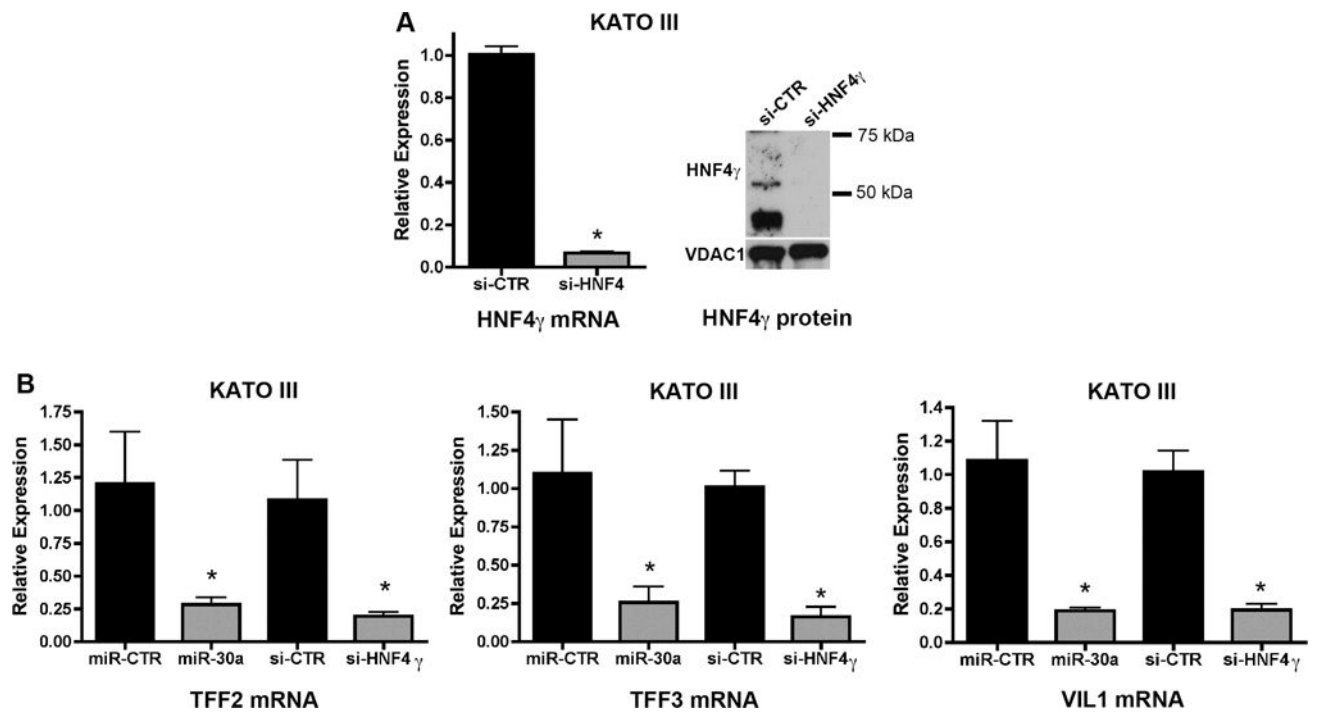 A
KATO III
Relative Expression
1.0
0.8
0.6
0.4
0.2
0.0
*
si-CTR
si-HNF4
HNF4γ mRNA
si-CTR
si-HNF4γ
75 kDa
HNF4γ
50 kDa
VDAC1
HNF4γ protein
B
KATO III
Relative Expression
1.75
1.50
1.25
1.00
0.75
0.50
0.25
0.00
*
*
miR-CTR
miR-30a
si-CTR
si-HNF4γ
TFF2 mRNA
KATO III
Relative Expression
1.50
1.25
1.00
0.75
0.50
0.25
0.00
*
*
miR-CTR
miR-30a
si-CTR
si-HNF4γ
TFF3 mRNA
KATO III
Relative Expression
1.4
1.2
1.0
0.8
0.6
0.4
0.2
0.0
*
*
miR-CTR
miR-30a
si-CTR
si-HNF4γ
VIL1 mRNA